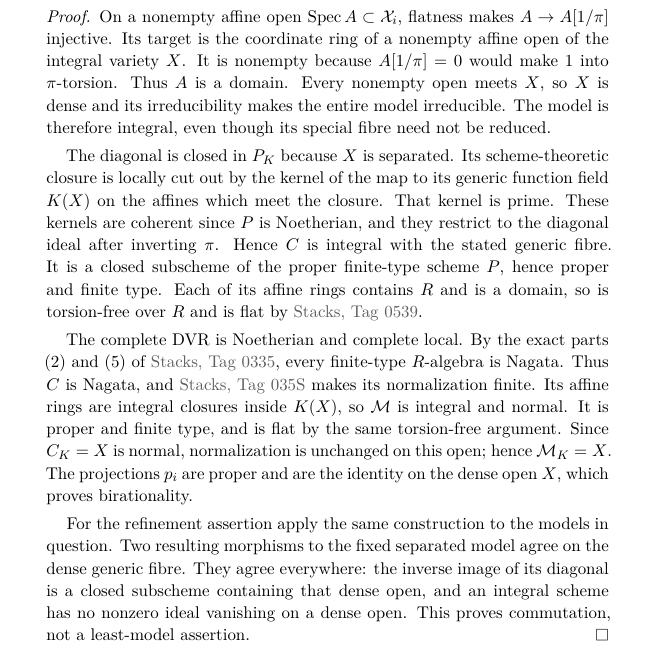 Proof. On a nonempty affine open Spec A ⊂ 𝒳ᵢ, flatness makes A → A[1/π]
injective. Its target is the coordinate ring of a nonempty affine open of the
integral variety X. It is nonempty because A[1/π] = 0 would make 1 into
π-torsion. Thus A is a domain. Every nonempty open meets X, so X is
dense and its irreducibility makes the entire model irreducible. The model is
therefore integral, even though its special fibre need not be reduced.
The diagonal is closed in P_K because X is separated. Its scheme-theoretic
closure is locally cut out by the kernel of the map to its generic function field
K(X) on the affines which meet the closure. That kernel is prime. These
kernels are coherent since P is Noetherian, and they restrict to the diagonal
ideal after inverting π. Hence C is integral with the stated generic fibre.
It is a closed subscheme of the proper finite-type scheme P, hence proper
and finite type. Each of its affine rings contains R and is a domain, so is
torsion-free over R and is flat by Stacks, Tag 0539.
The complete DVR is Noetherian and complete local. By the exact parts
(2) and (5) of Stacks, Tag 0335, every finite-type R-algebra is Nagata. Thus
C is Nagata, and Stacks, Tag 035S makes its normalization finite. Its affine
rings are integral closures inside K(X), so ℳ is integral and normal. It is
proper and finite type, and is flat by the same torsion-free argument. Since
C_K = X is normal, normalization is unchanged on this open; hence ℳ_K = X.
The projections pᵢ are proper and are the identity on the dense open X, which
proves birationality.
For the refinement assertion apply the same construction to the models in
question. Two resulting morphisms to the fixed separated model agree on the
dense generic fibre. They agree everywhere: the inverse image of its diagonal
is a closed subscheme containing that dense open, and an integral scheme
has no nonzero ideal vanishing on a dense open. This proves commutation,
not a least-model assertion. □